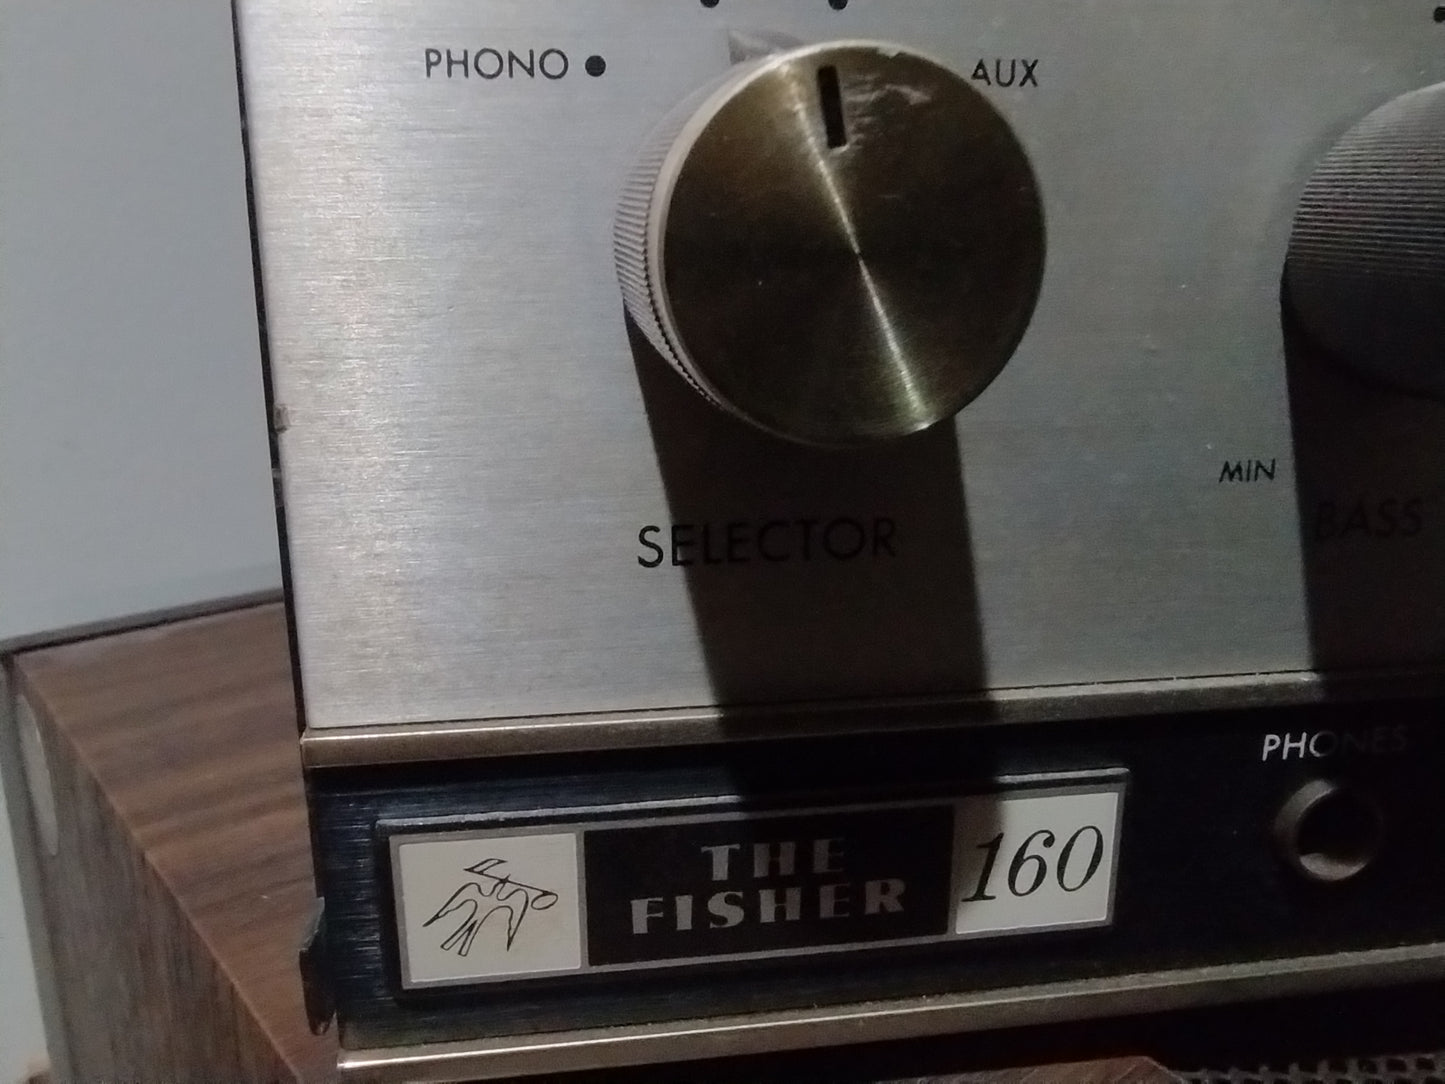 PHONO
AUX
MIN
SELECTOR
BASS
PHONES
THE
FISHER
160